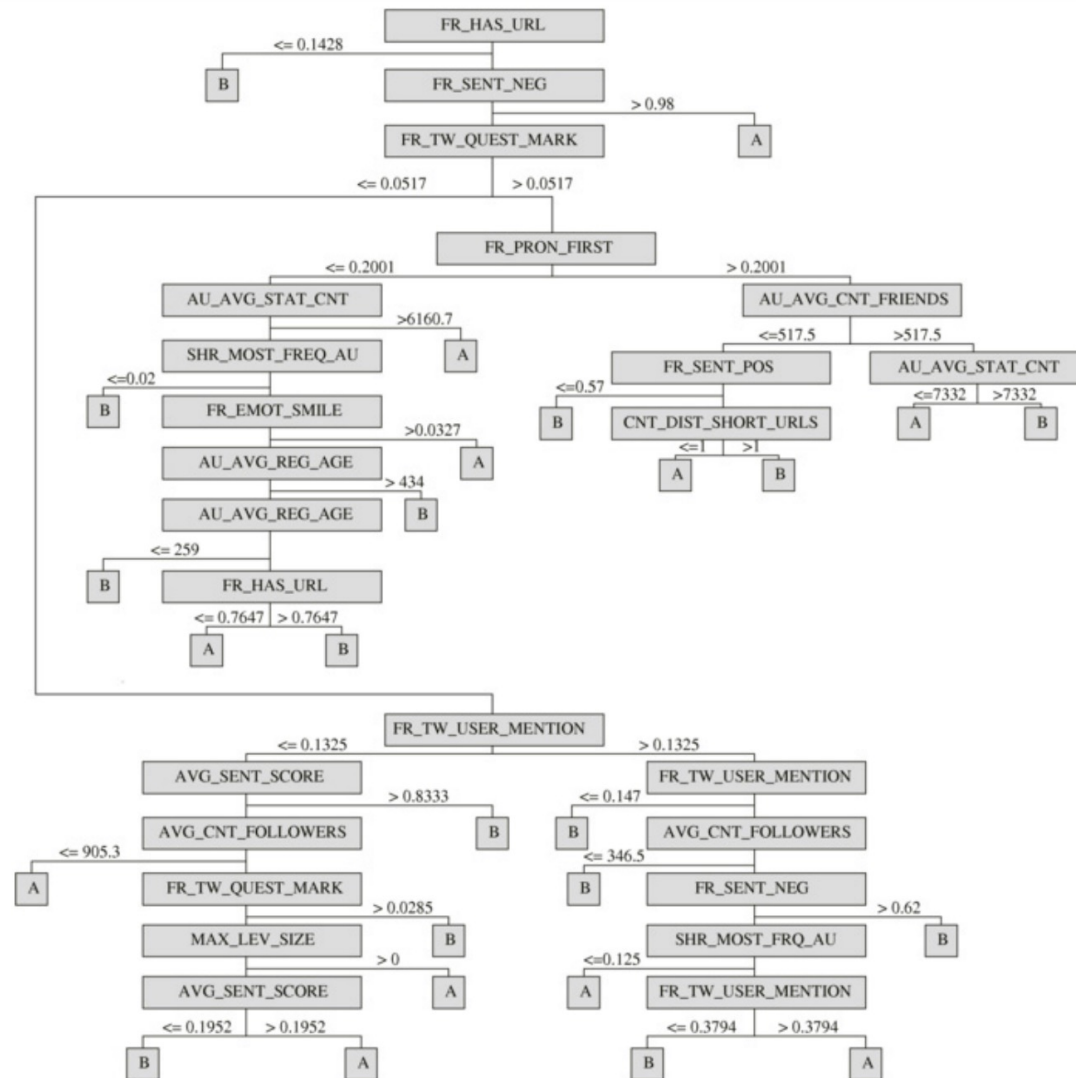 FR_HAS_URL
<= 0.1428
B
FR_SENT_NEG
> 0.98
FR_TW_QUEST_MARK
A
<= 0.0517 > 0.0517
FR_PRON_FIRST
<= 0.2001 > 0.2001
AU_AVG_STAT_CNT AU_AVG_CNT_FRIENDS
>6160.7 <=517.5 >517.5
SHR_MOST_FREQ_AU A FR_SENT_POS AU_AVG_STAT_CNT
<=0.02 <=0.57 <=7332 >7332
B FR_EMOT_SMILE B CNT_DIST_SHORT_URLS A B
>0.0327 <=1 >1
AU_AVG_REG_AGE A A B
> 434
AU_AVG_REG_AGE B
<= 259
B FR_HAS_URL
<= 0.7647 > 0.7647
A B
FR_TW_USER_MENTION
<= 0.1325 > 0.1325
AVG_SENT_SCORE FR_TW_USER_MENTION
> 0.8333 <= 0.147
AVG_CNT_FOLLOWERS B B AVG_CNT_FOLLOWERS
<= 905.3 <= 346.5
A FR_TW_QUEST_MARK B FR_SENT_NEG
> 0.0285 > 0.62
MAX_LEV_SIZE B SHR_MOST_FRQ_AU B
> 0 <=0.125
AVG_SENT_SCORE A A FR_TW_USER_MENTION
<= 0.1952 > 0.1952 <= 0.3794 > 0.3794
B A B A